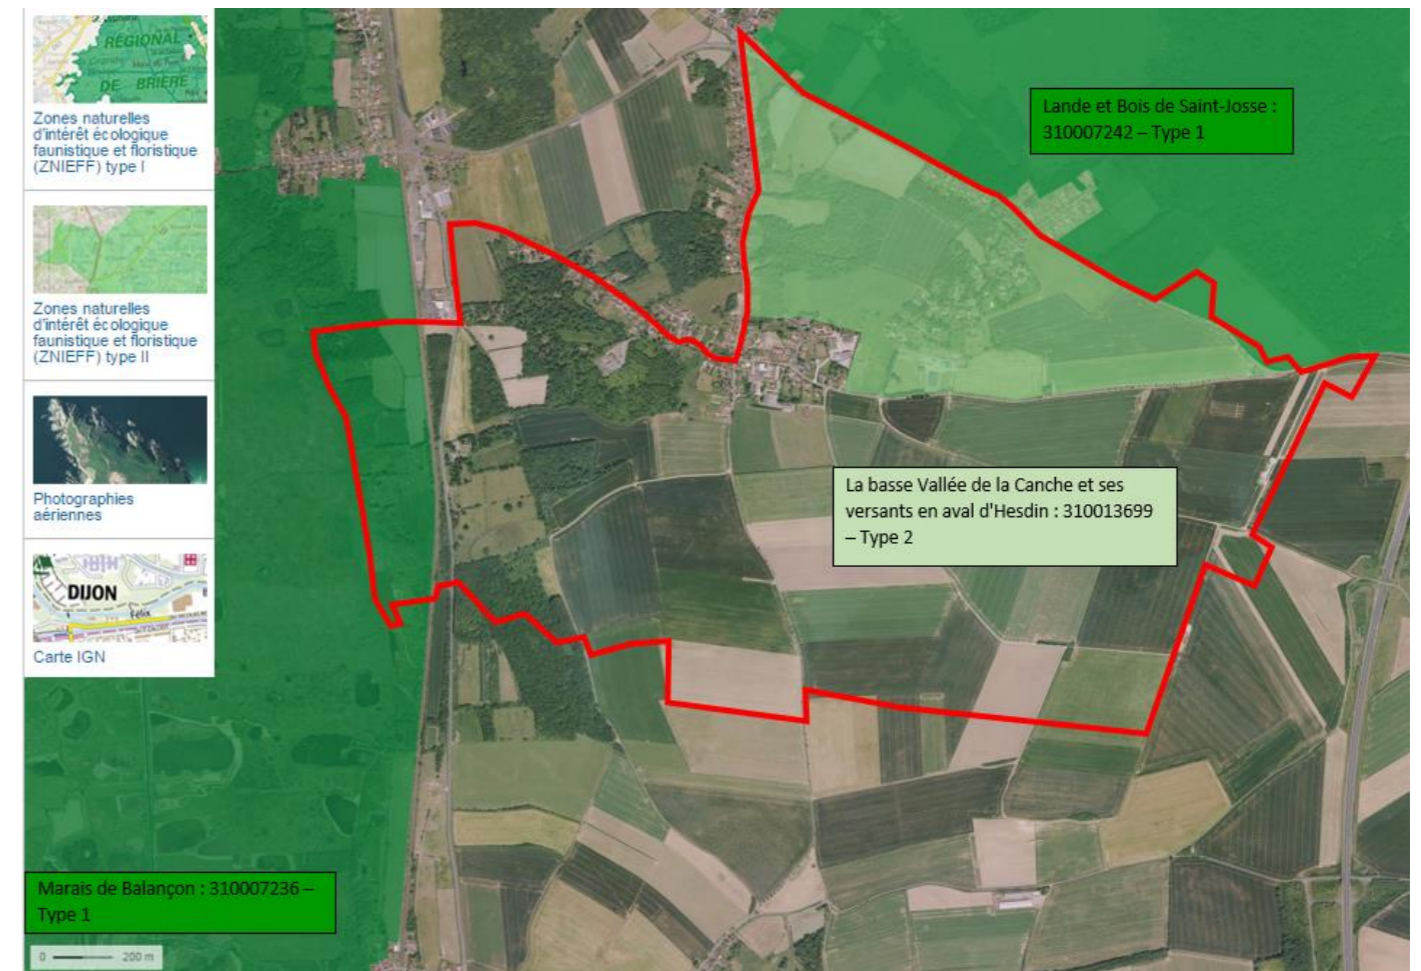 RÉGIONAL
DE BRIÈRE
Zones naturelles
d'intérêt écologique
faunistique et floristique
(ZNIEFF) type I
Zones naturelles
d'intérêt écologique
faunistique et floristique
(ZNIEFF) type II
Photographies
aériennes
DIJON
Félix
Carte IGN
Lande et Bois de Saint-Josse :
310007242 – Type 1
La basse Vallée de la Canche et ses
versants en aval d'Hesdin : 310013699
– Type 2
Marais de Balançon : 310007236 –
Type 1
0 200 m